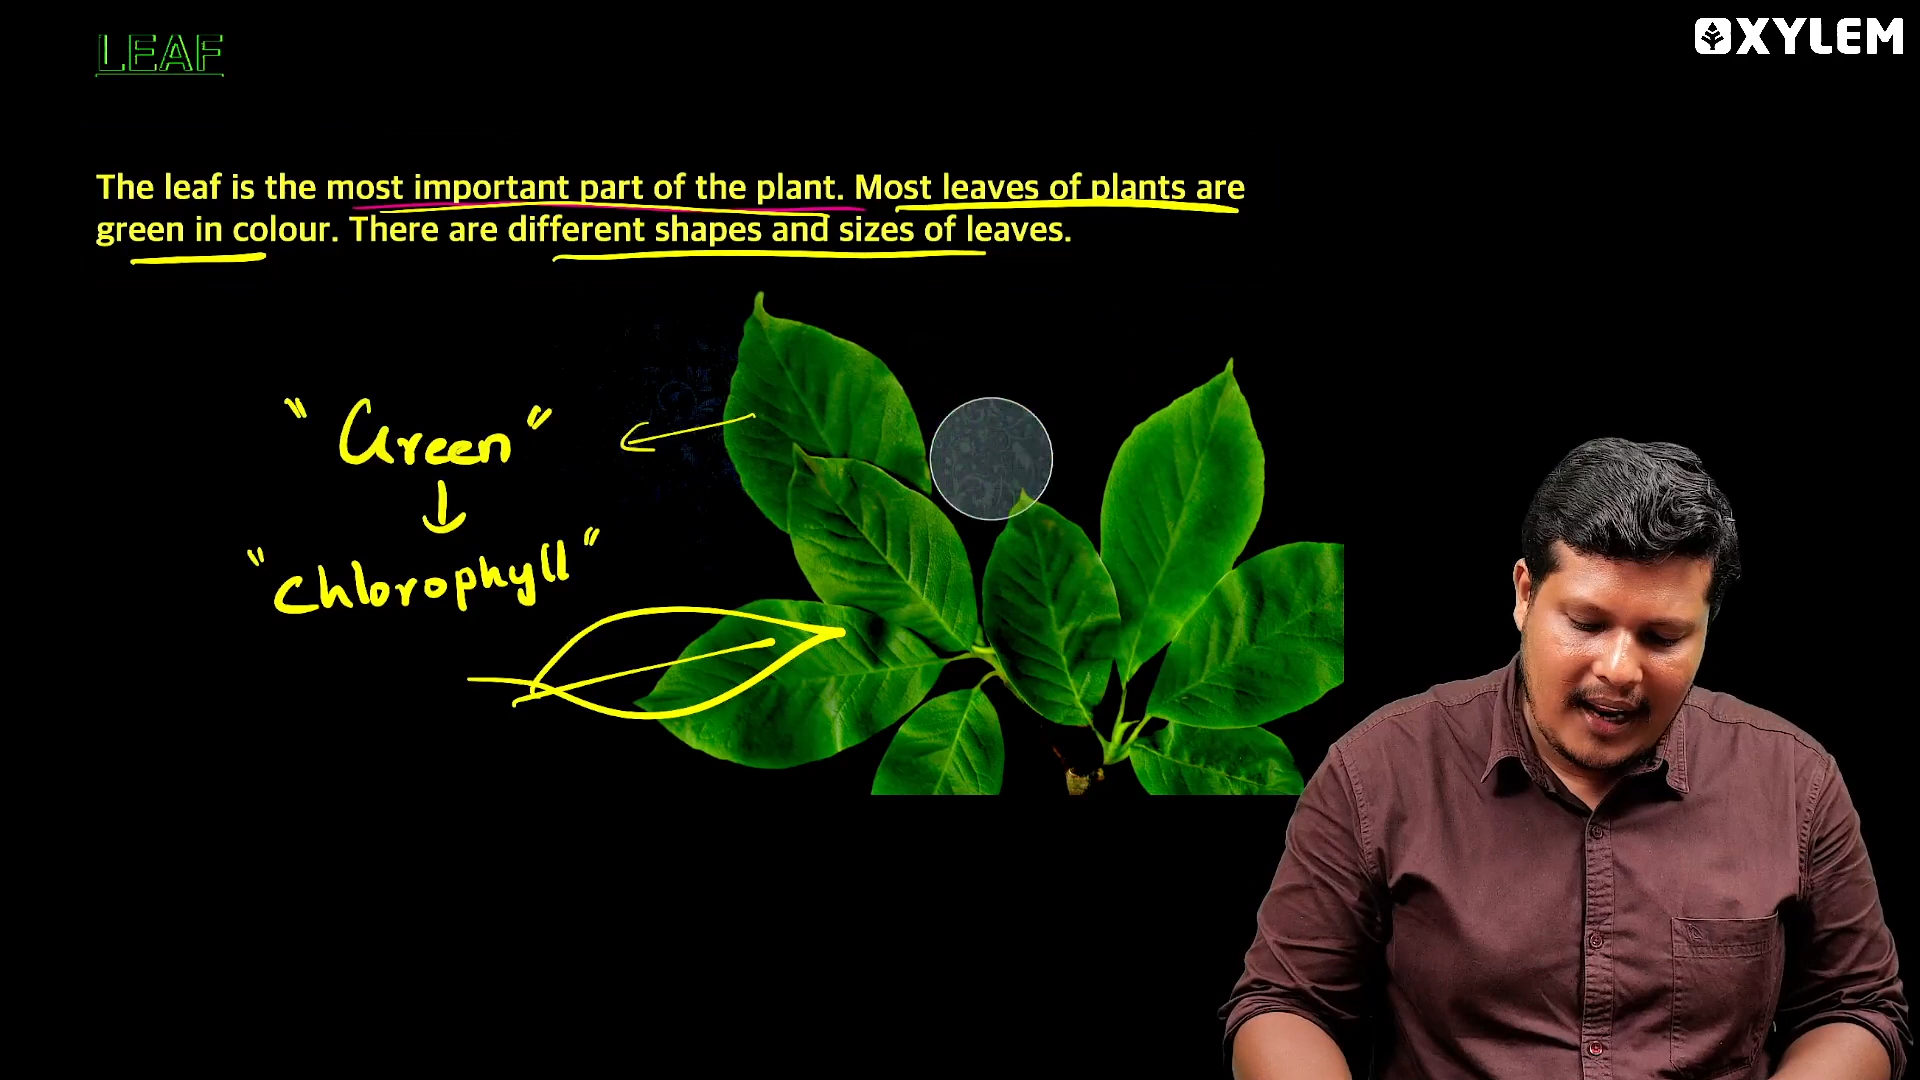 LEAF
XYLEM
The leaf is the most important part of the plant. Most leaves of plants are
green in colour. There are different shapes and sizes of leaves.
" Green "
"chlorophyll"